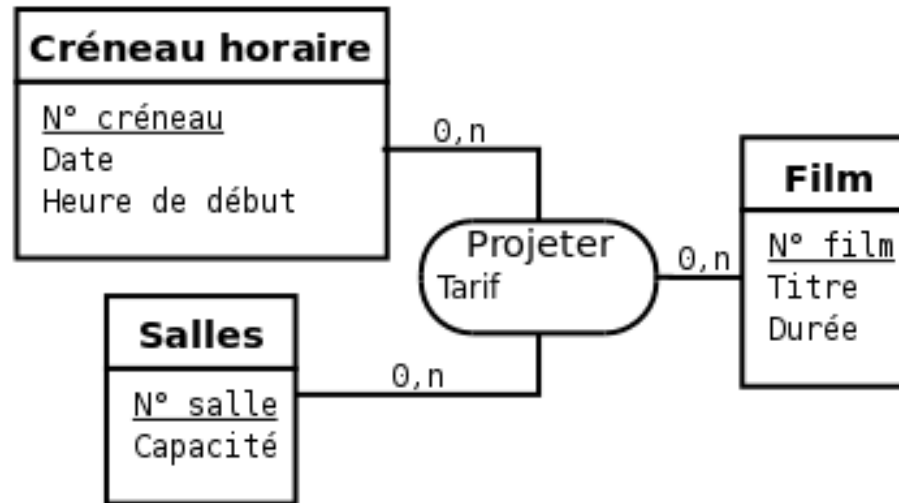 Créneau horaire
N° créneau
Date
Heure de début
0,n
Projeter
Tarif
0,n
Film
N° film
Titre
Durée
Salles
N° salle
Capacité
0,n